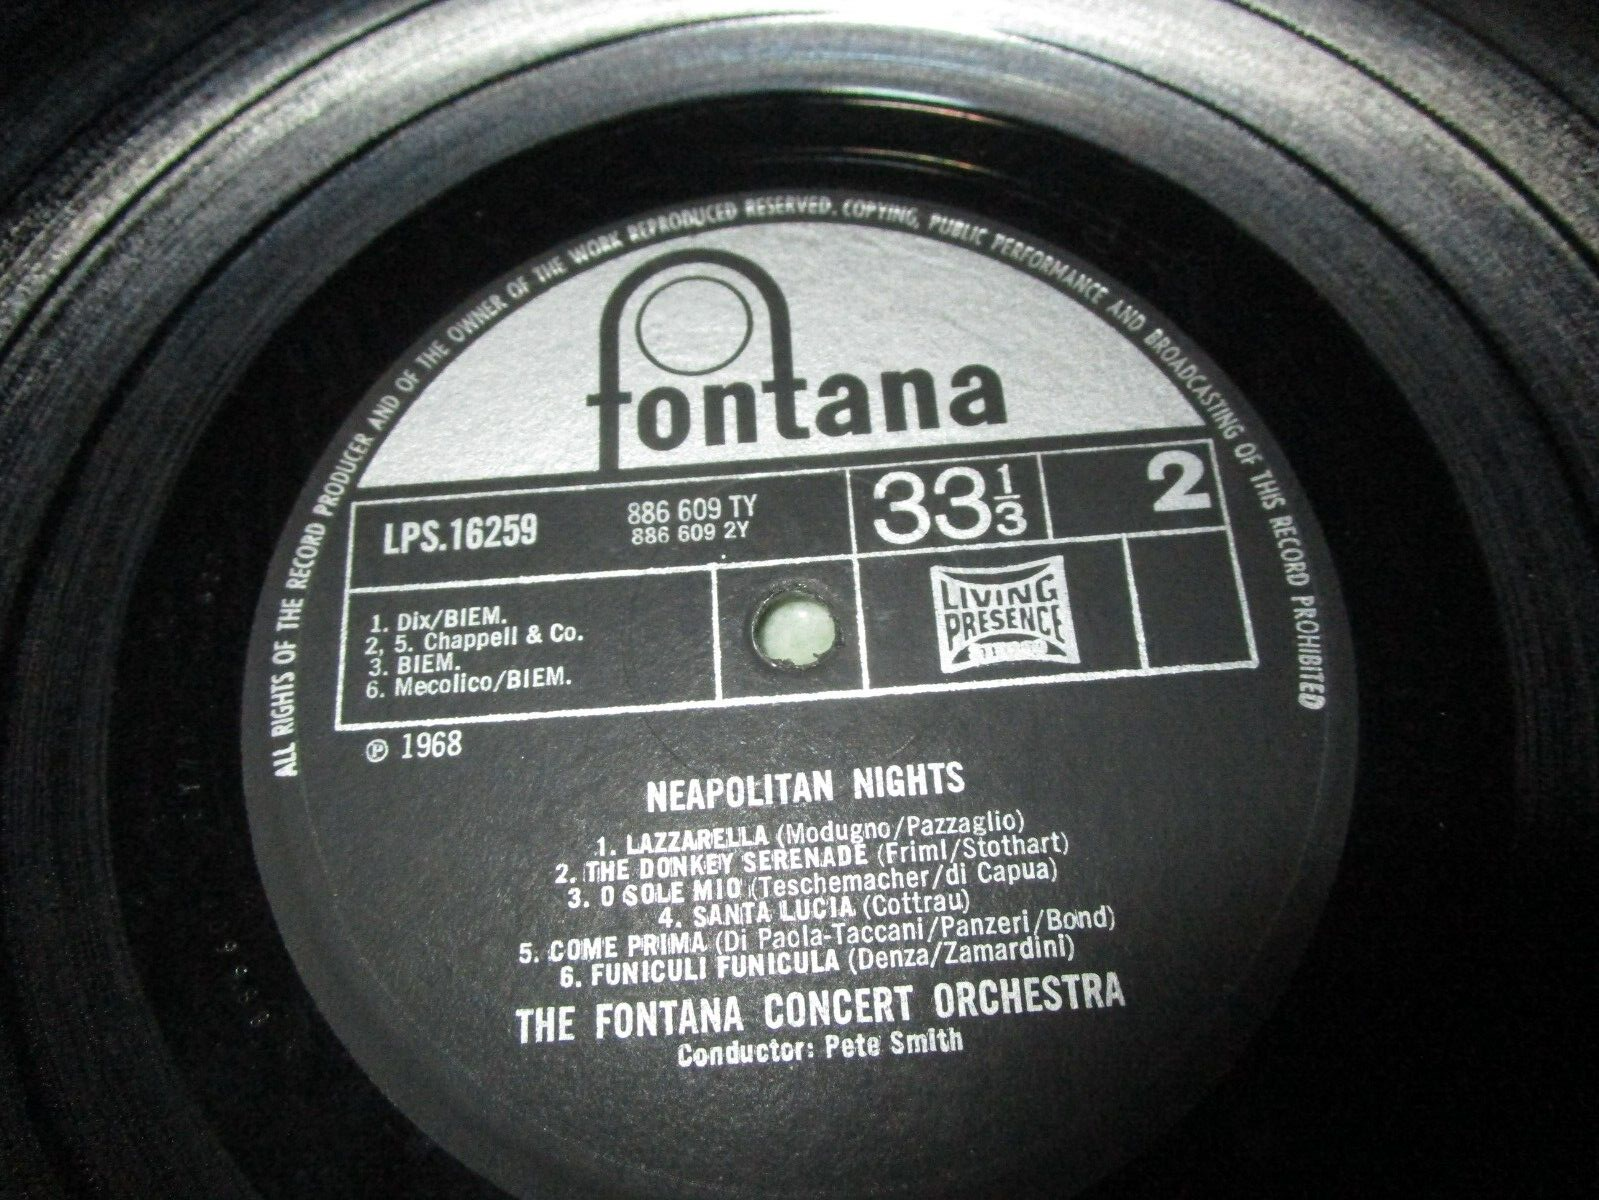 ALL RIGHTS OF THE RECORD PRODUCER AND OF THE OWNER OF THE WORK REPRODUCED RESERVED. COPYING, PUBLIC PERFORMANCE AND BROADCASTING OF THIS RECORD PROHIBITED
fontana
LPS.16259
886 609 TY
886 609 2Y
33 1/3
2
1. Dix/BIEM.
2, 5. Chappell & Co.
3. BIEM.
6. Mecolico/BIEM.
LIVING
PRESENCE
℗ 1968
NEAPOLITAN NIGHTS
1. LAZZARELLA (Modugno/Pazzaglio)
2. THE DONKEY SERENADE (Friml/Stothart)
3. O SOLE MIO (Teschemacher/di Capua)
4. SANTA LUCIA (Cottrau)
5. COME PRIMA (Di Paola-Taccani/Panzeri/Bond)
6. FUNICULI FUNICULA (Denza/Zamardini)
THE FONTANA CONCERT ORCHESTRA
Conductor: Pete Smith